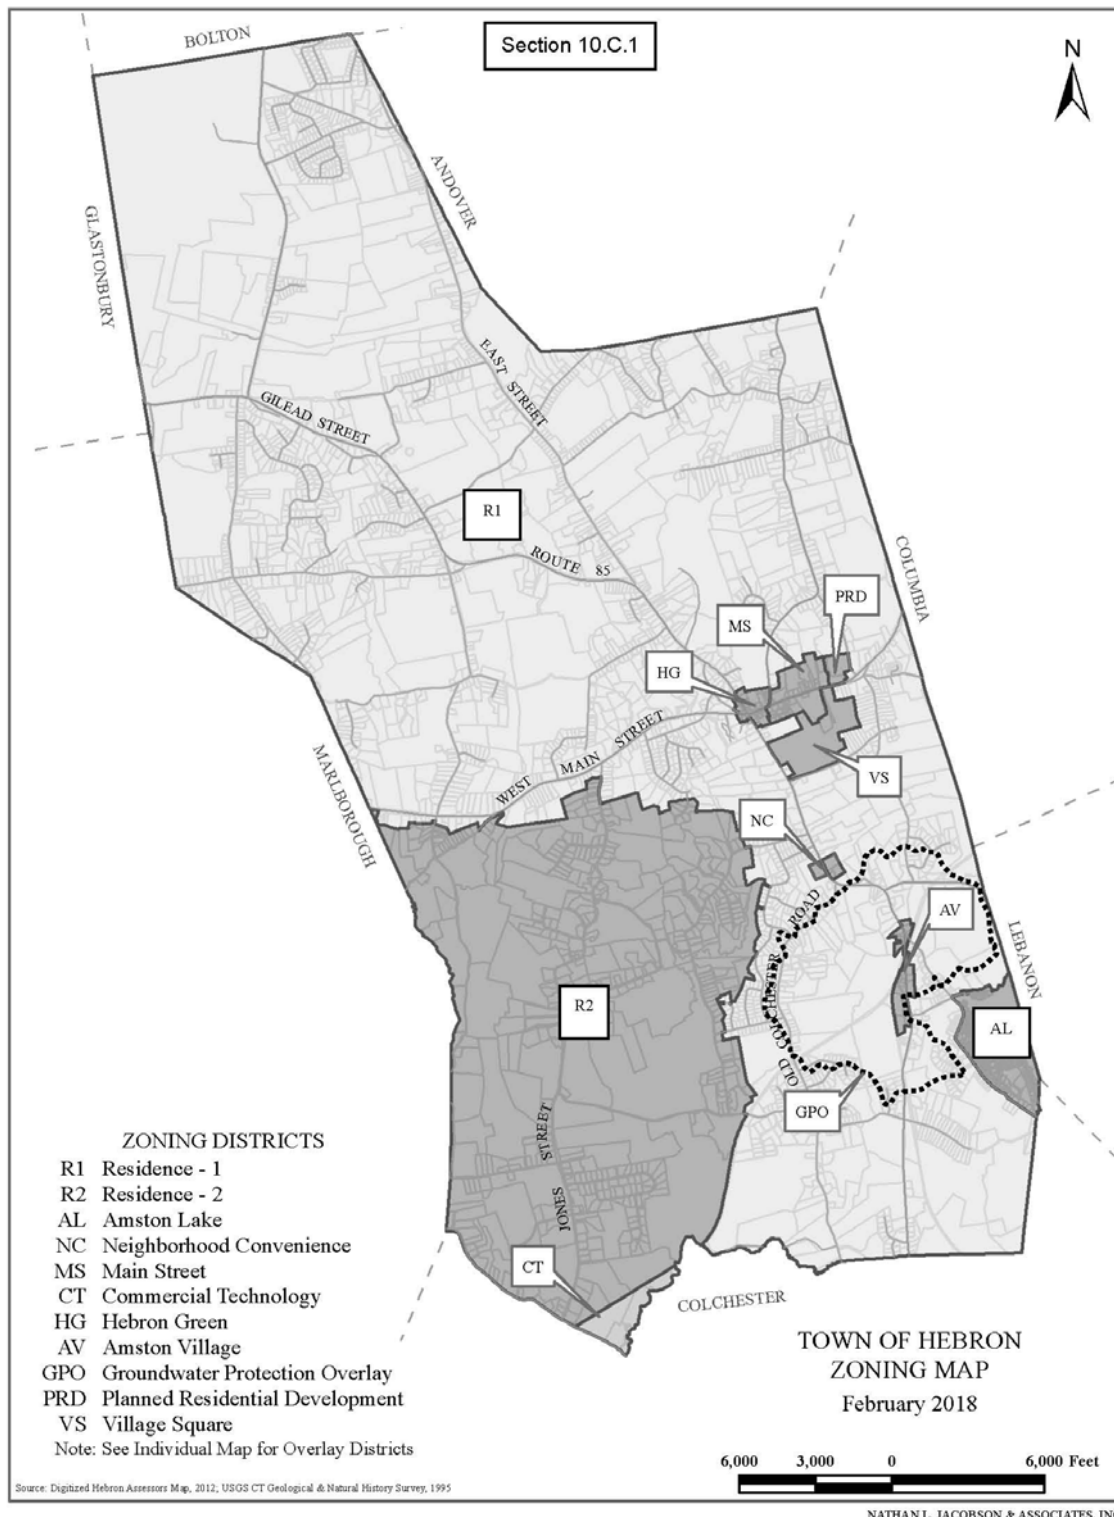 Section 10.C.1
N
BOLTON
ANDOVER
GLASTONBURY
EAST STREET
GILEAD STREET
R1
ROUTE 85
COLUMBIA
PRD
MS
HG
WEST MAIN STREET
MARLBOROUGH
VS
NC
OLD COLCHESTER ROAD
AV
LEBANON
R2
AL
GPO
JONES STREET
CT
COLCHESTER
ZONING DISTRICTS
R1 Residence - 1
R2 Residence - 2
AL Amston Lake
NC Neighborhood Convenience
MS Main Street
CT Commercial Technology
HG Hebron Green
AV Amston Village
GPO Groundwater Protection Overlay
PRD Planned Residential Development
VS Village Square
Note: See Individual Map for Overlay Districts
TOWN OF HEBRON
ZONING MAP
February 2018
6,000 3,000 0 6,000 Feet
Source: Digitized Hebron Assessors Map, 2012; USGS CT Geological & Natural History Survey, 1995
NATHAN L. JACOBSON & ASSOCIATES, INC